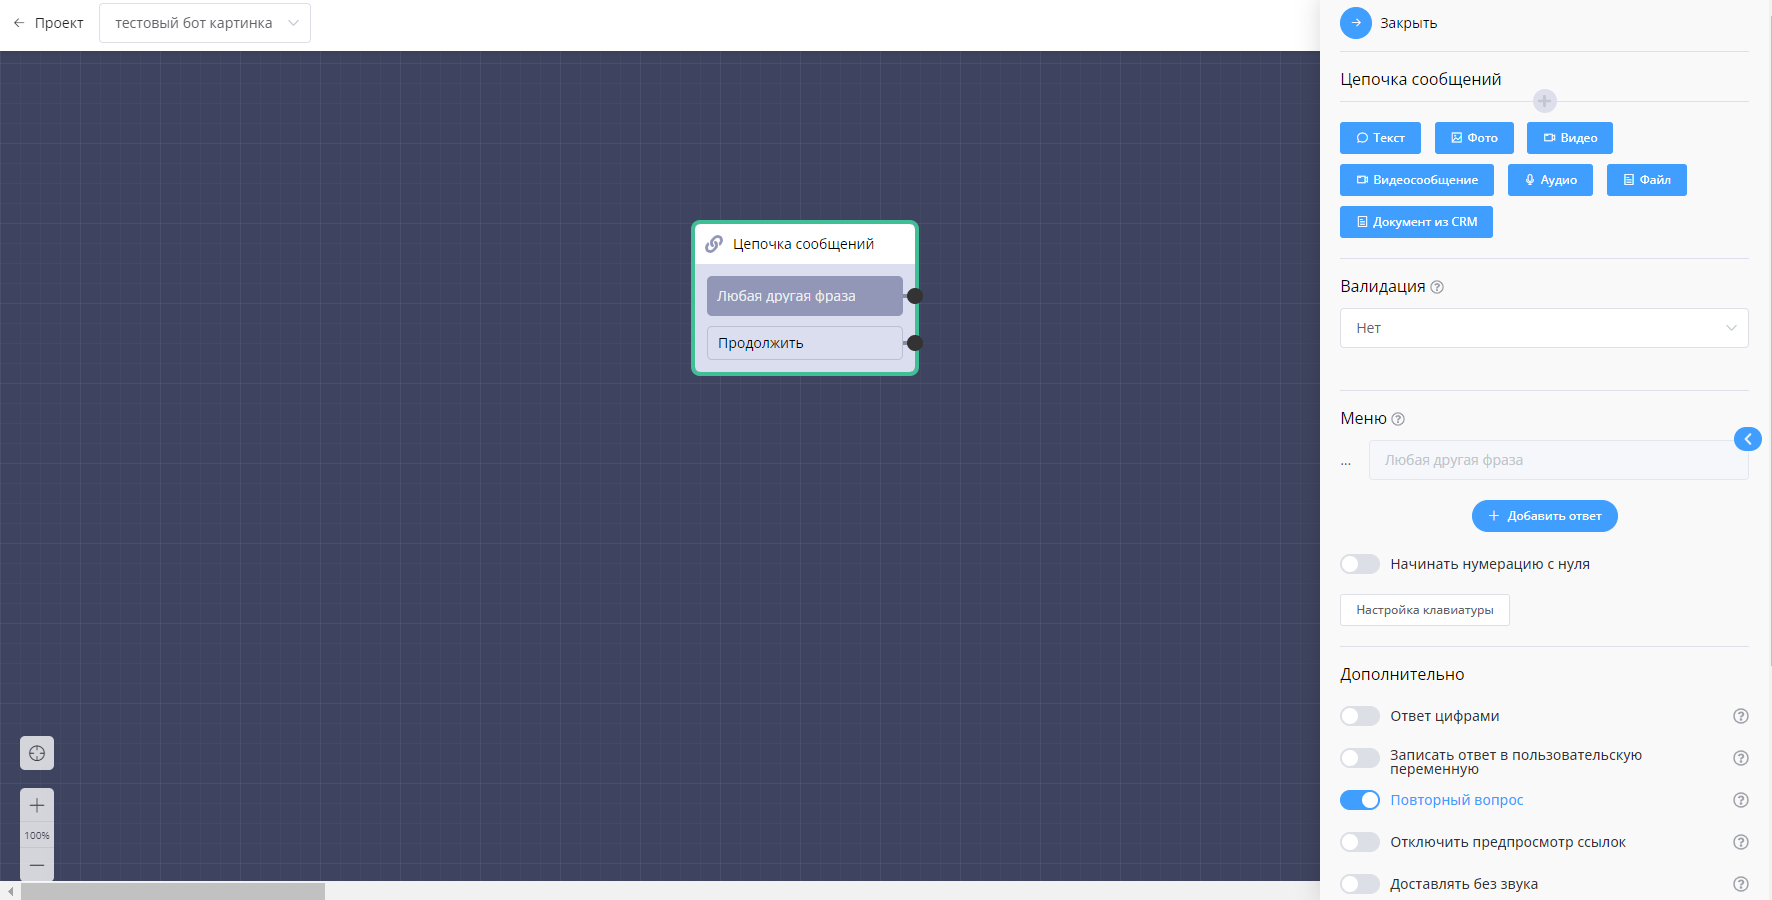 Проект
тестовый бот картинка
Закрыть
Цепочка сообщений
Текст
Фото
Видео
Видеосообщение
Аудио
Файл
Документ из CRM
Валидация
Нет
Меню
...
Любая другая фраза
Добавить ответ
Начинать нумерацию с нуля
Настройка клавиатуры
Дополнительно
Ответ цифрами
Записать ответ в пользовательскую
переменную
Повторный вопрос
Отключить предпросмотр ссылок
Доставлять без звука
Цепочка сообщений
Любая другая фраза
Продолжить
100%